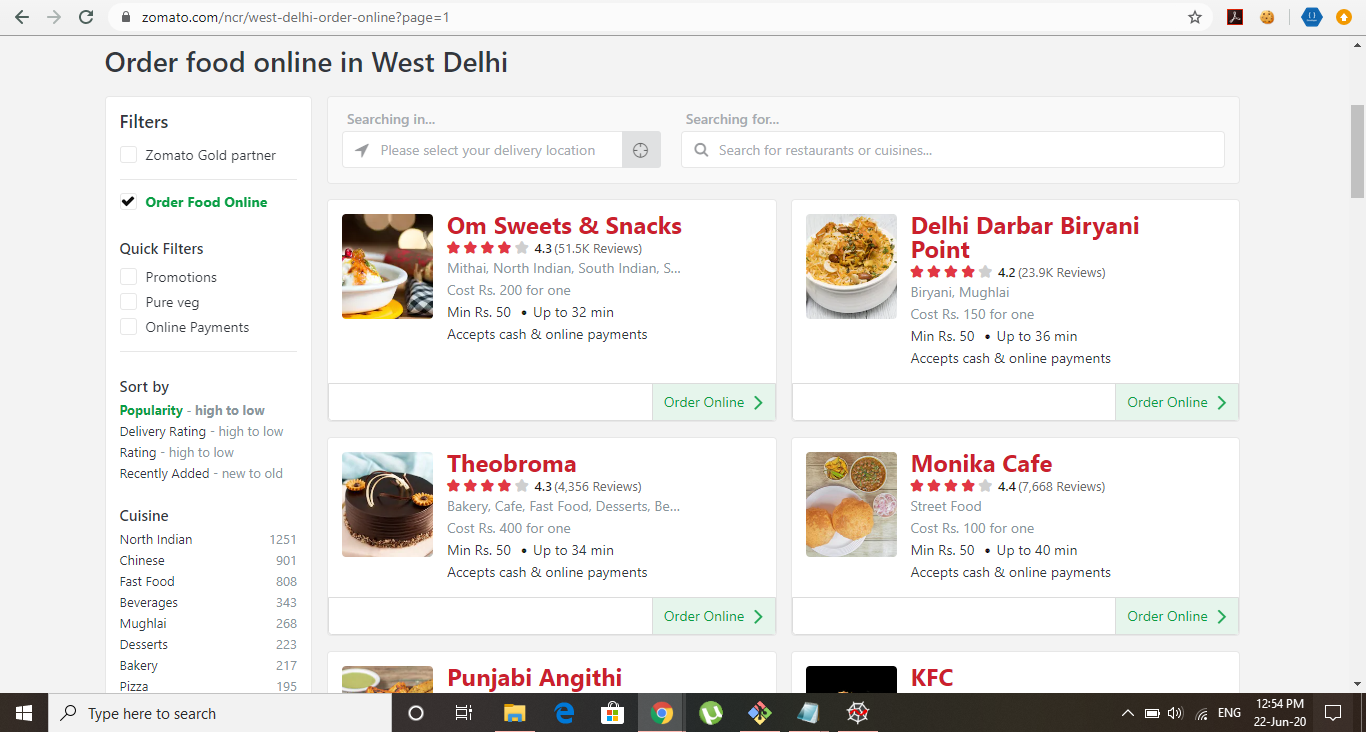 zomato.com/ncr/west-delhi-order-online?page=1
Order food online in West Delhi
Filters
Zomato Gold partner
Order Food Online
Quick Filters
Promotions
Pure veg
Online Payments
Sort by
Popularity - high to low
Delivery Rating - high to low
Rating - high to low
Recently Added - new to old
Cuisine
North Indian 1251
Chinese 901
Fast Food 808
Beverages 343
Mughlai 268
Desserts 223
Bakery 217
Pizza 195
Searching in...
Please select your delivery location
Searching for...
Search for restaurants or cuisines...
Om Sweets & Snacks
4.3 (51.5K Reviews)
Mithai, North Indian, South Indian, S...
Cost Rs. 200 for one
Min Rs. 50 • Up to 32 min
Accepts cash & online payments
Order Online
Delhi Darbar Biryani
Point
4.2 (23.9K Reviews)
Biryani, Mughlai
Cost Rs. 150 for one
Min Rs. 50 • Up to 36 min
Accepts cash & online payments
Order Online
Theobroma
4.3 (4,356 Reviews)
Bakery, Cafe, Fast Food, Desserts, Be...
Cost Rs. 400 for one
Min Rs. 50 • Up to 34 min
Accepts cash & online payments
Order Online
Monika Cafe
4.4 (7,668 Reviews)
Street Food
Cost Rs. 100 for one
Min Rs. 50 • Up to 40 min
Accepts cash & online payments
Order Online
Punjabi Angithi
KFC
Type here to search
ENG
12:54 PM
22-Jun-20